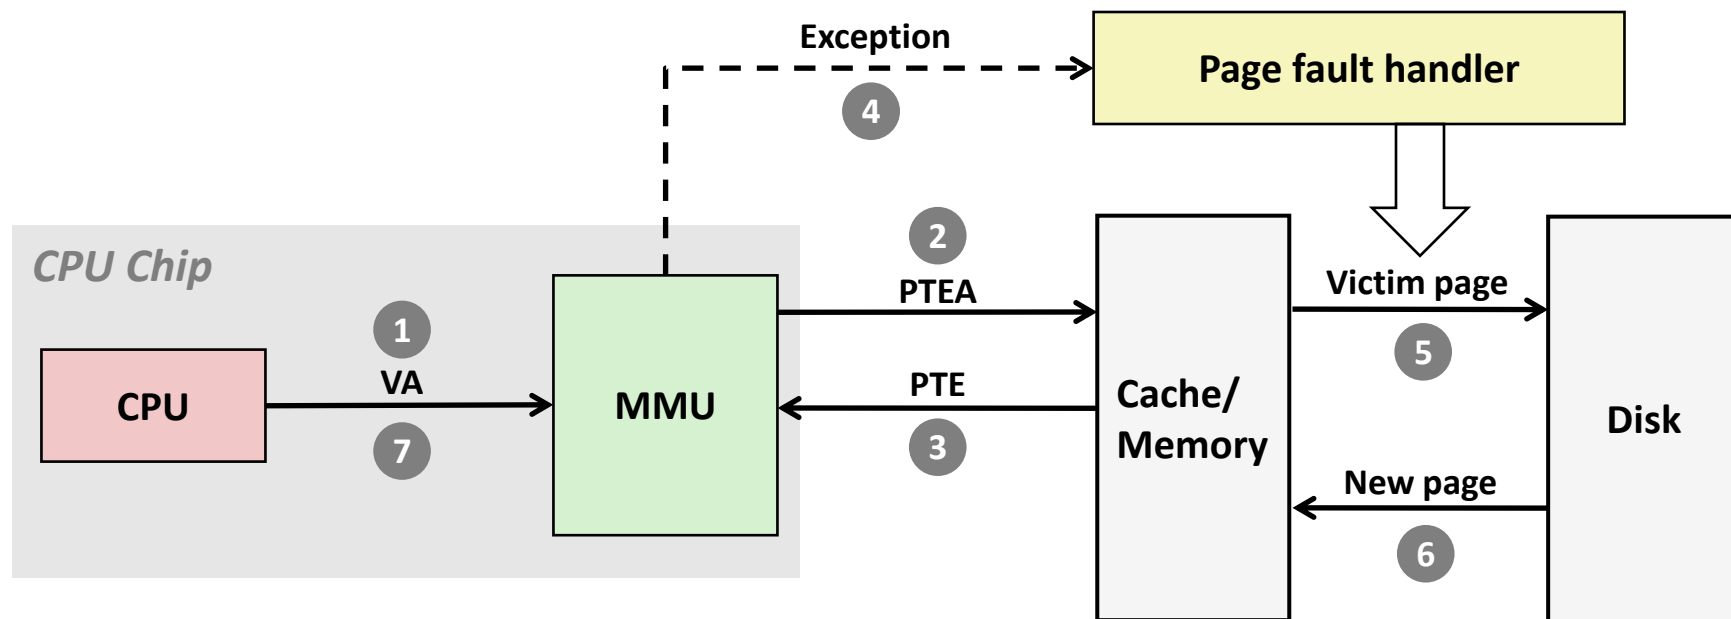 Exception
Page fault handler
4
2
CPU Chip
PTEA
Victim page
1
VA
5
CPU
MMU
PTE
Cache/
Memory
Disk
7
3
New page
6